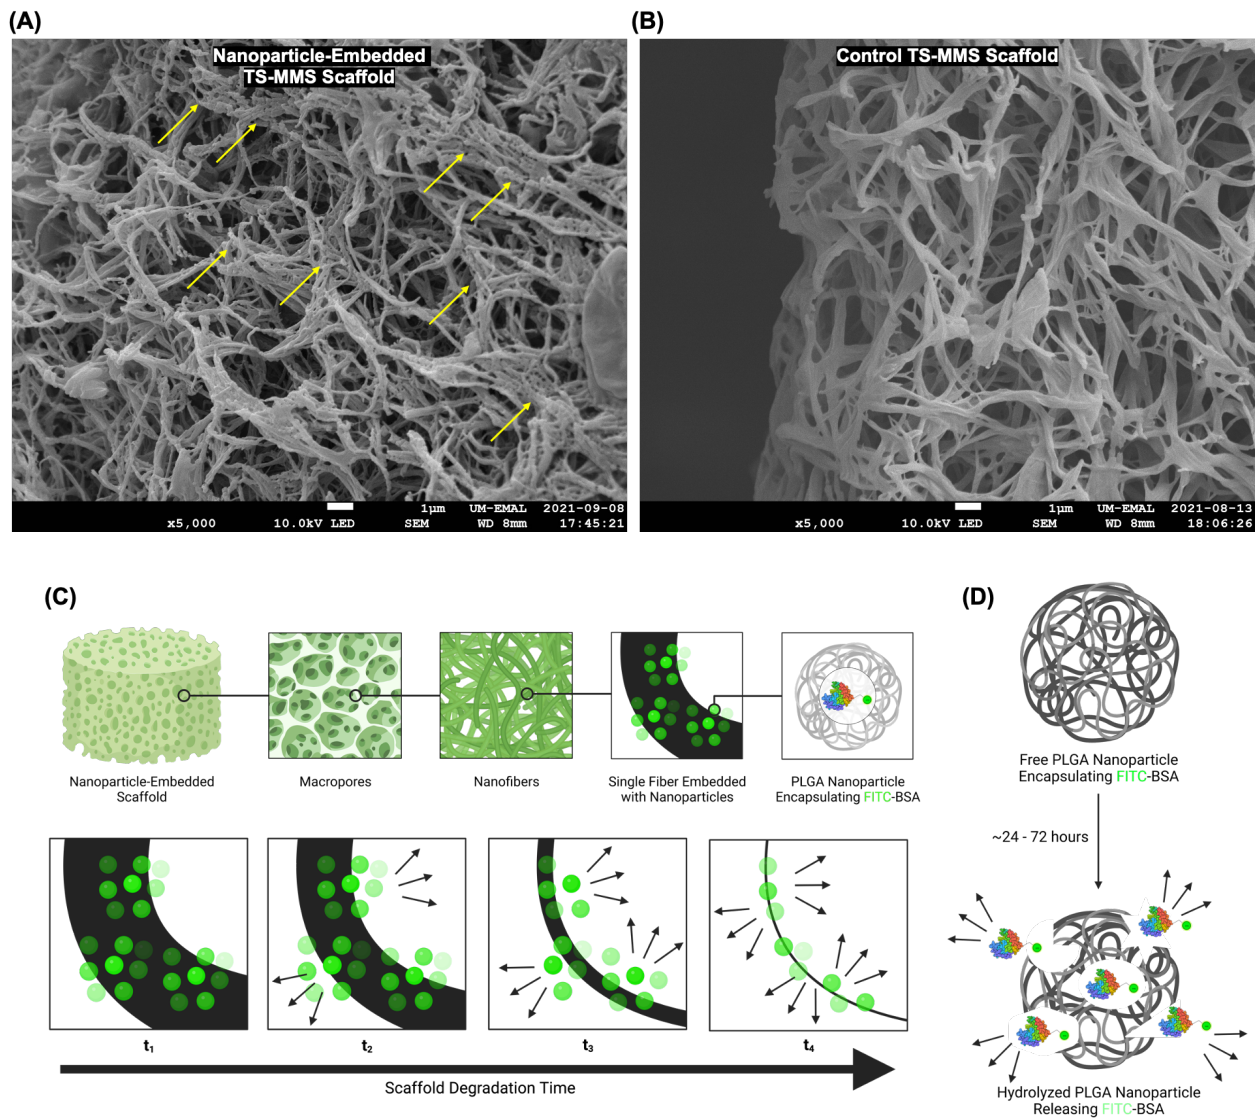 (A)
Nanoparticle-Embedded
TS-MMS Scaffold
1µm UM-EMAL 2021-09-08
x5,000 10.0kV LED SEM WD 8mm 17:45:21
(B)
Control TS-MMS Scaffold
1µm UM-EMAL 2021-08-13
x5,000 10.0kV LED SEM WD 8mm 18:06:26
(C)
Nanoparticle-Embedded
Scaffold
Macropores
Nanofibers
Single Fiber Embedded
with Nanoparticles
PLGA Nanoparticle
Encapsulating FITC-BSA
t₁
t₂
t₃
t₄
Scaffold Degradation Time
(D)
Free PLGA Nanoparticle
Encapsulating FITC-BSA
~24 - 72 hours
Hydrolyzed PLGA Nanoparticle
Releasing FITC-BSA